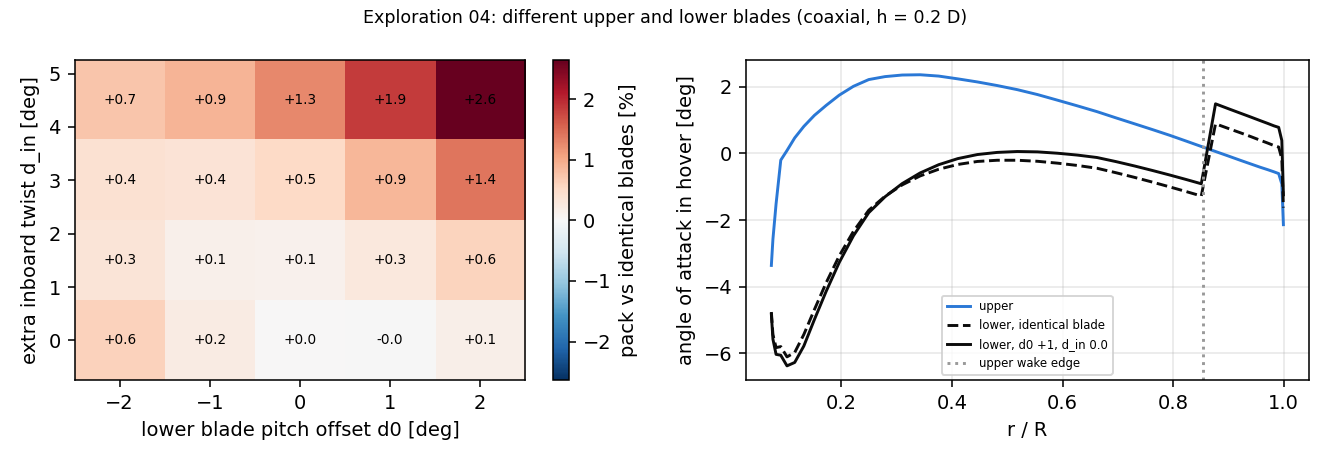 Exploration 04: different upper and lower blades (coaxial, h = 0.2 D)
extra inboard twist d_in [deg]
5
4
3
2
1
0
+0.7 +0.9 +1.3 +1.9 +2.6
+0.4 +0.4 +0.5 +0.9 +1.4
+0.3 +0.1 +0.1 +0.3 +0.6
+0.6 +0.2 +0.0 -0.0 +0.1
−2 −1 0 1 2
lower blade pitch offset d0 [deg]
2
1
0
−1
−2
pack vs identical blades [%]
angle of attack in hover [deg]
2
0
−2
−4
−6
upper
lower, identical blade
lower, d0 +1, d_in 0.0
upper wake edge
0.2 0.4 0.6 0.8 1.0
r / R